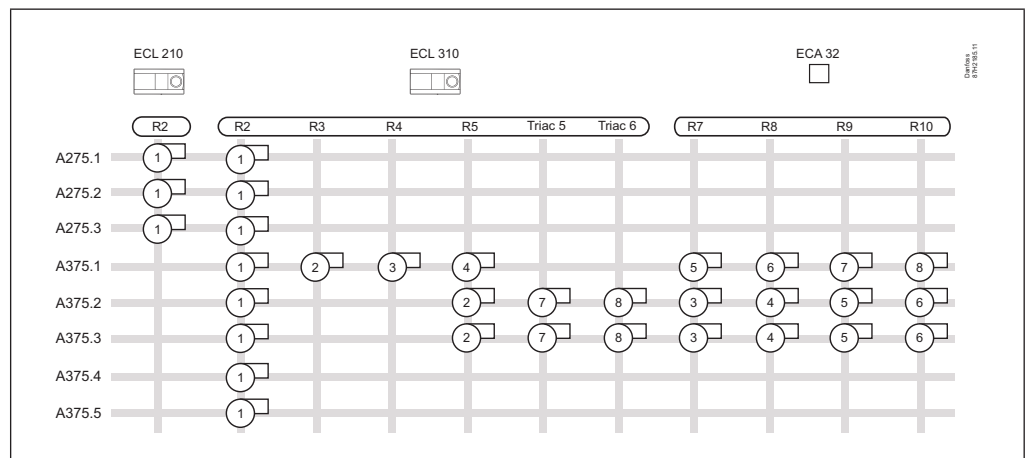 ECL 210 ECL 310 ECA 32
Danfoss
87H2185.11
R2 R2 R3 R4 R5 Triac 5 Triac 6 R7 R8 R9 R10
A275.1 1 1
A275.2 1 1
A275.3 1 1
A375.1 1 2 3 4 5 6 7 8
A375.2 1 2 7 8 3 4 5 6
A375.3 1 2 7 8 3 4 5 6
A375.4 1
A375.5 1